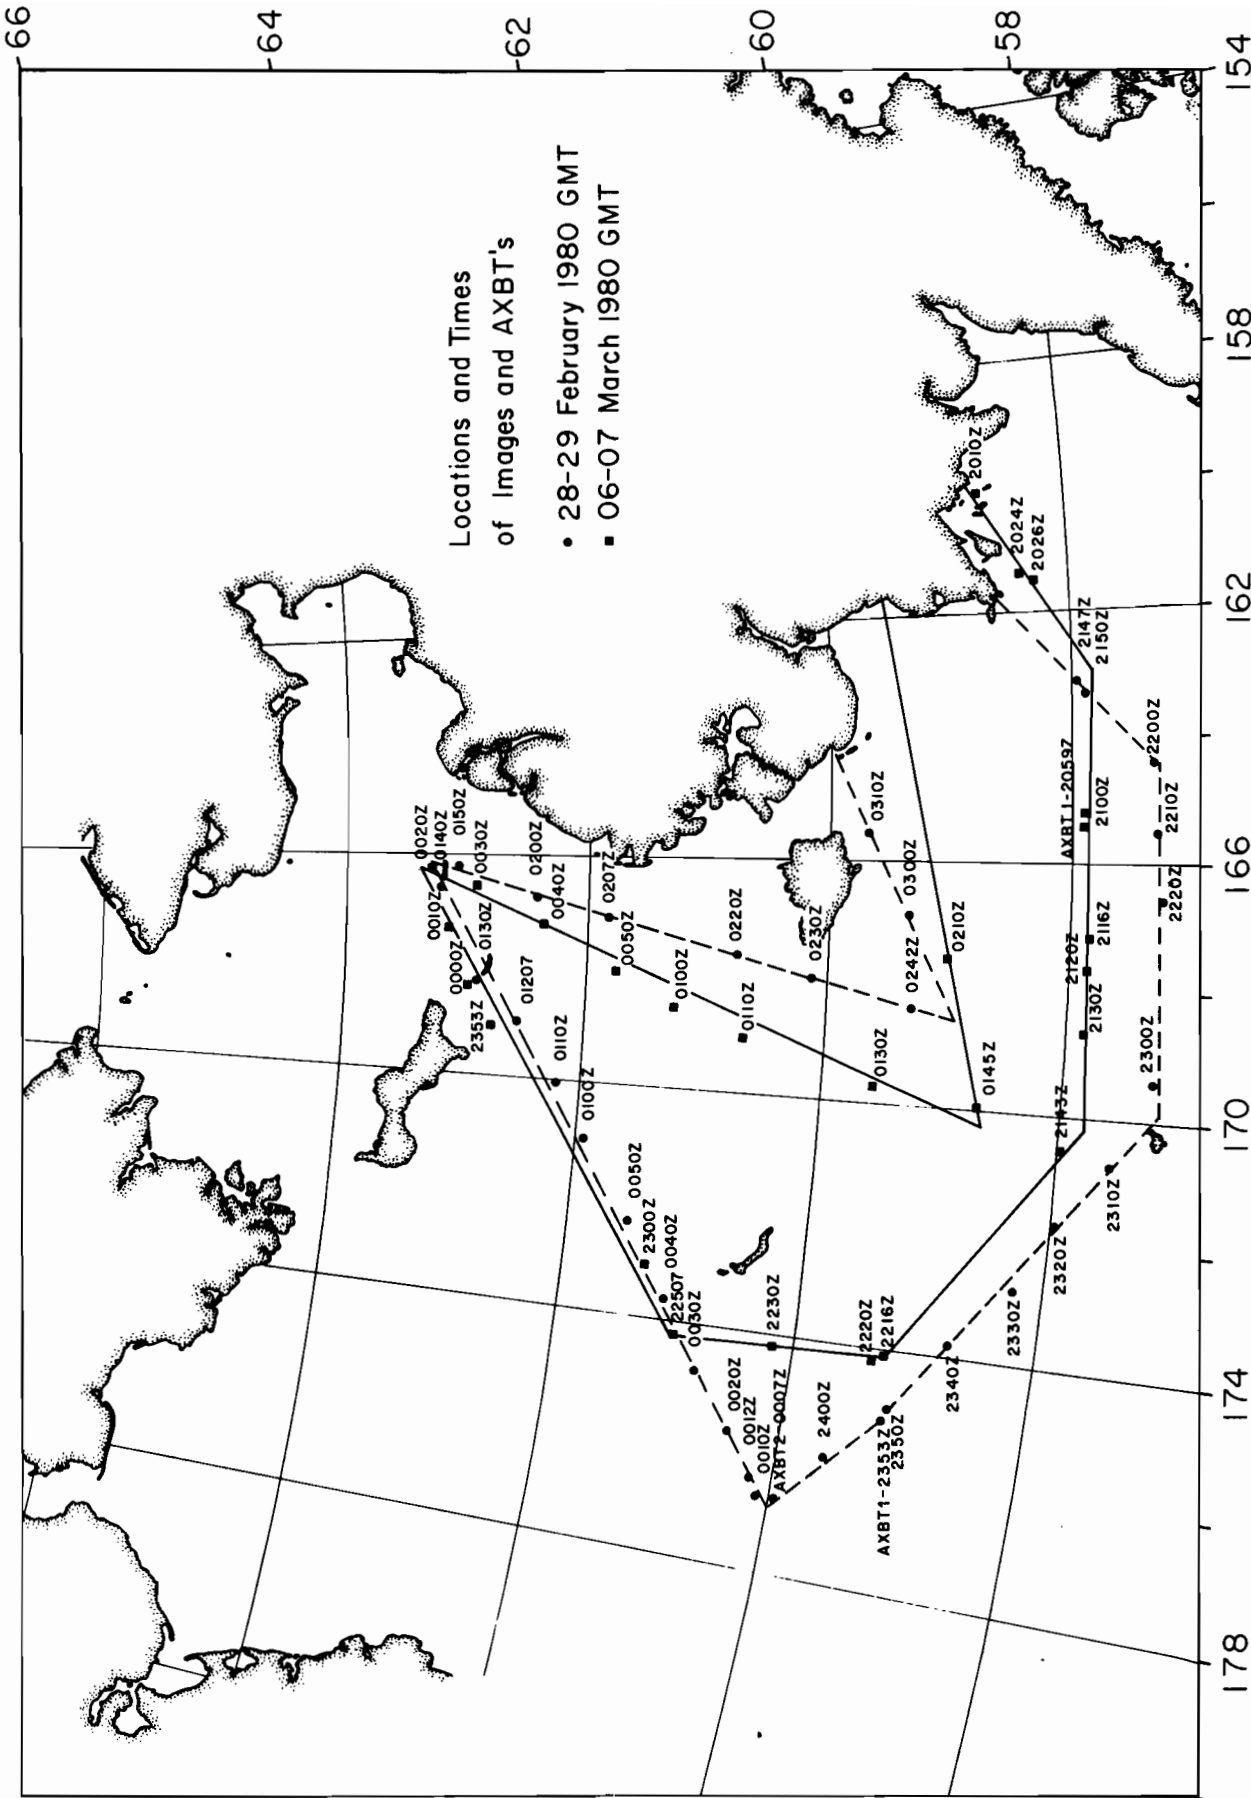 Locations and Times
of Images and AXBT's
• 28-29 February 1980 GMT
■ 06-07 March 1980 GMT
66
64
62
60
58
154
158
162
166
170
174
178
2010Z
2024Z
2026Z
2147Z
2150Z
2200Z
2210Z
2220Z
2300Z
2310Z
2320Z
2330Z
2340Z
AXBT1-2353Z
2350Z
2400Z
AXBT2-0007Z
0010Z
0012Z
0020Z
0030Z
2250Z
0040Z
2300Z
0050Z
0100Z
0110Z
0120Z
2353Z
0000Z
0130Z
0010Z
0020Z
0140Z
0150Z
0030Z
0200Z
0040Z
0207Z
0050Z
0220Z
0100Z
0230Z
0110Z
0242Z
0130Z
0300Z
0145Z
0310Z
0210Z
AXBT1-2059Z
2100Z
2116Z
2120Z
2130Z
2143Z
2216Z
2220Z
2230Z